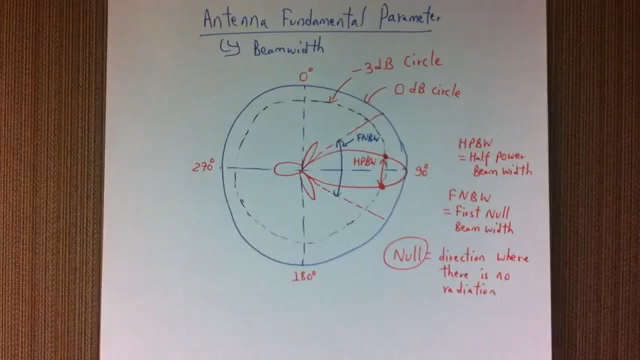 Antenna Fundamental Parameter
Beamwidth
-3dB Circle
0 dB circle
0°
FNBW
HPBW
270°
90°
180°
HPBW
= Half Power
Beam width
FNBW
= First Null
Beam width
Null = direction where
there is no
radiation